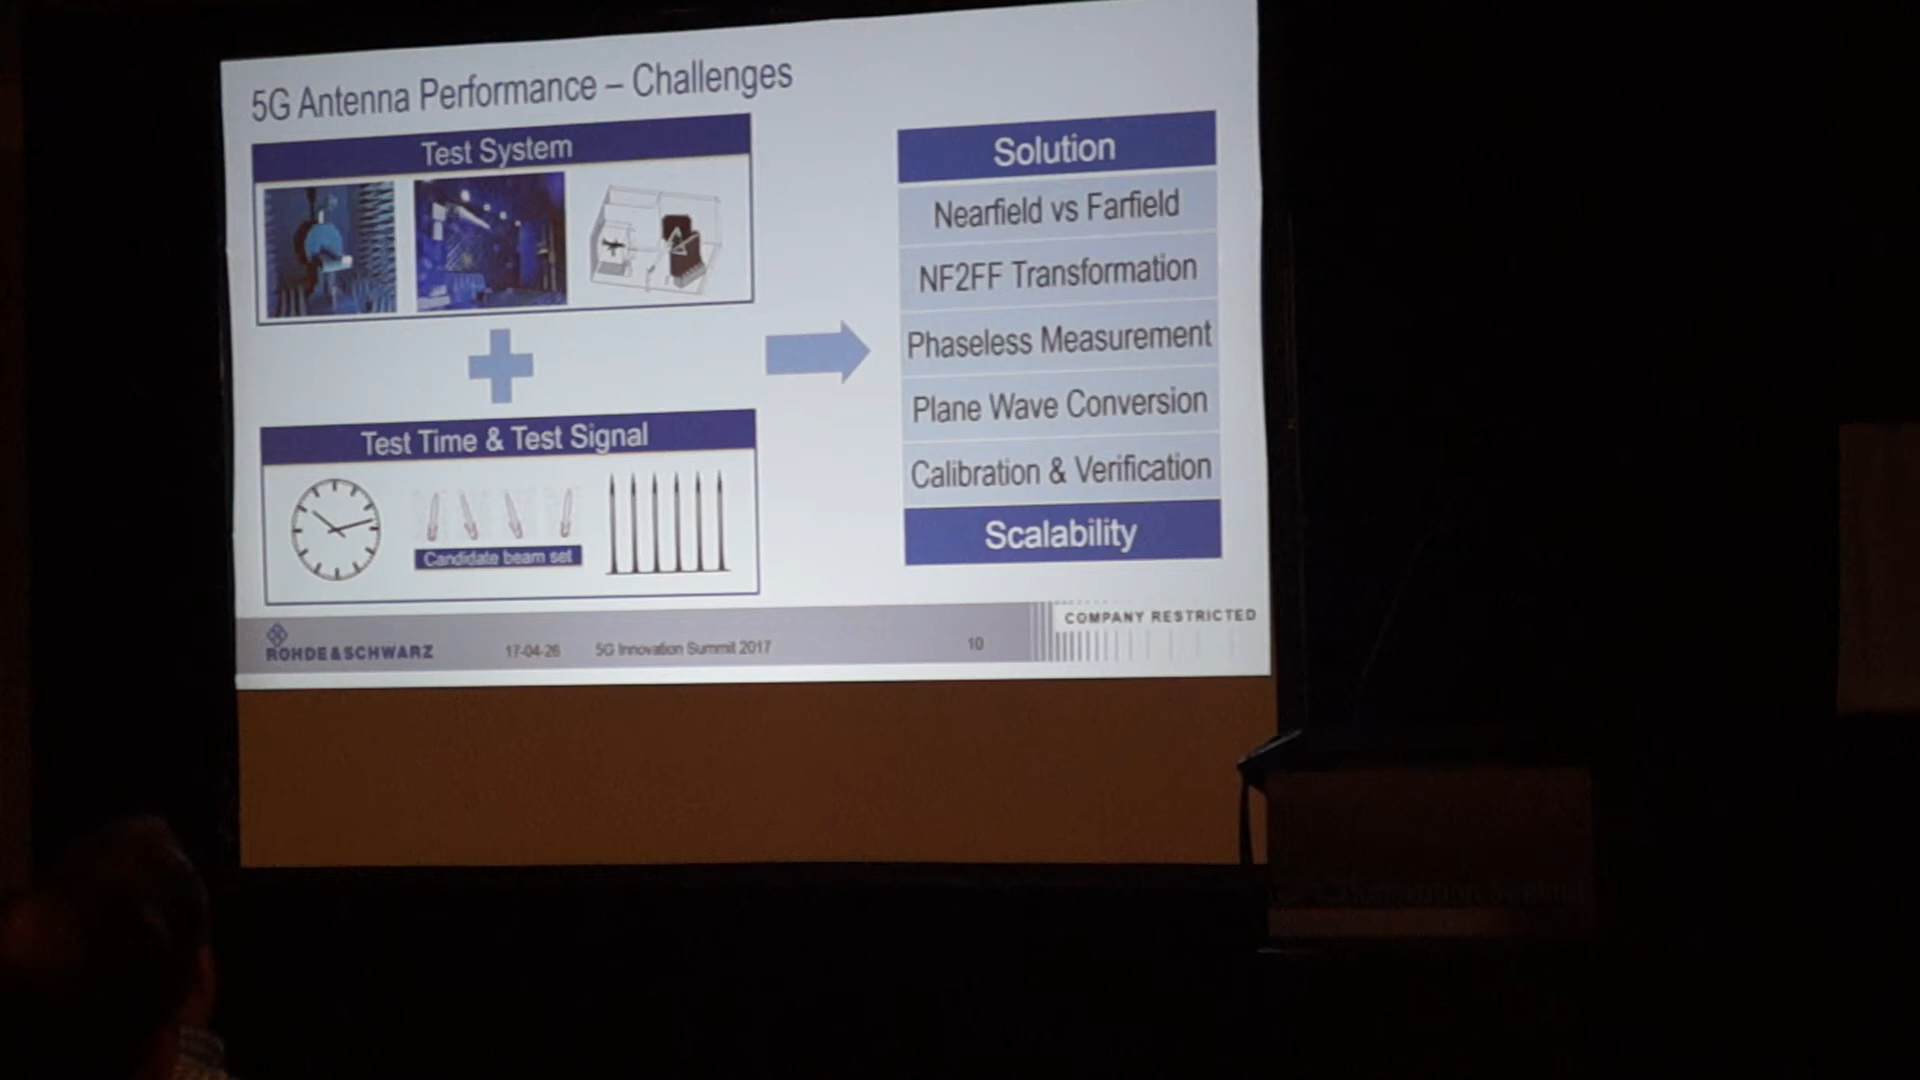 5G Antenna Performance – Challenges
Test System
Test Time & Test Signal
Candidate beam set
Solution
Nearfield vs Farfield
NF2FF Transformation
Phaseless Measurement
Plane Wave Conversion
Calibration & Verification
Scalability
ROHDE&SCHWARZ
17-04-26
5G Innovation Summit 2017
10
COMPANY RESTRICTED